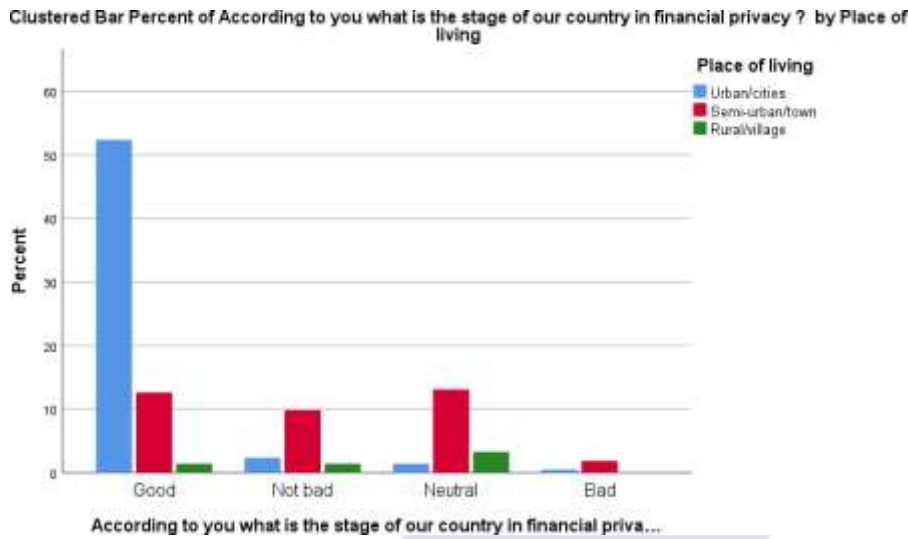 Clustered Bar Percent of According to you what is the stage of our country in financial privacy ? by Place of
living
Place of living
Urban/cities
Semi-urban/town
Rural/village
Percent
60
50
40
30
20
10
0
Good Not bad Neutral Bad
According to you what is the stage of our country in financial priva...